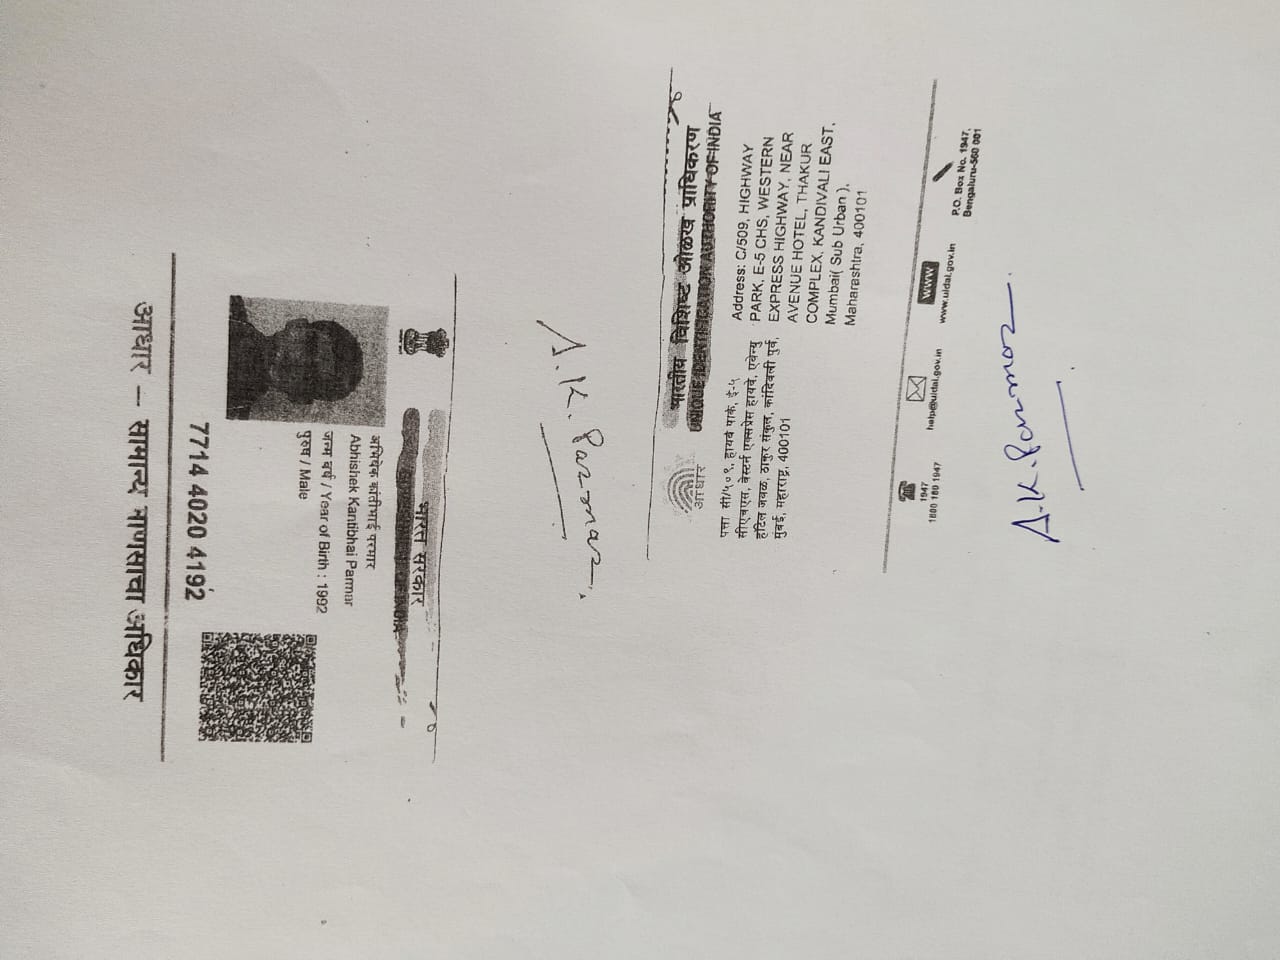 भारत सरकार
अभिषेक कांतीभाई परमार
Abhishek Kantibhai Parmar
जन्म वर्ष / Year of Birth : 1992
पुरुष / Male
7714 4020 4192
आधार – सामान्य माणसाचा अधिकार
A. K. Parmar
भारतीय विशिष्ट ओळख प्राधिकरण
UNIQUE IDENTIFICATION AUTHORITY OF INDIA
आधार
पत्ता सी/५०९, हायवे पार्क, ई-५
सीएचएस, वेस्टर्न एक्सप्रेस हायवे, एवेन्यु
हॉटेल जवळ, ठाकुर संकुल, कांदिवली पुर्व,
मुंबई, महाराष्ट्र, 400101
Address: C/509, HIGHWAY
PARK, E-5 CHS, WESTERN
EXPRESS HIGHWAY, NEAR
AVENUE HOTEL, THAKUR
COMPLEX, KANDIVALI EAST,
Mumbai( Sub Urban ),
Maharashtra, 400101
1947
1800 180 1947
help@uidai.gov.in
WWW
www.uidai.gov.in
P.O. Box No. 1947,
Bengaluru-560 001
A. K. Parmar